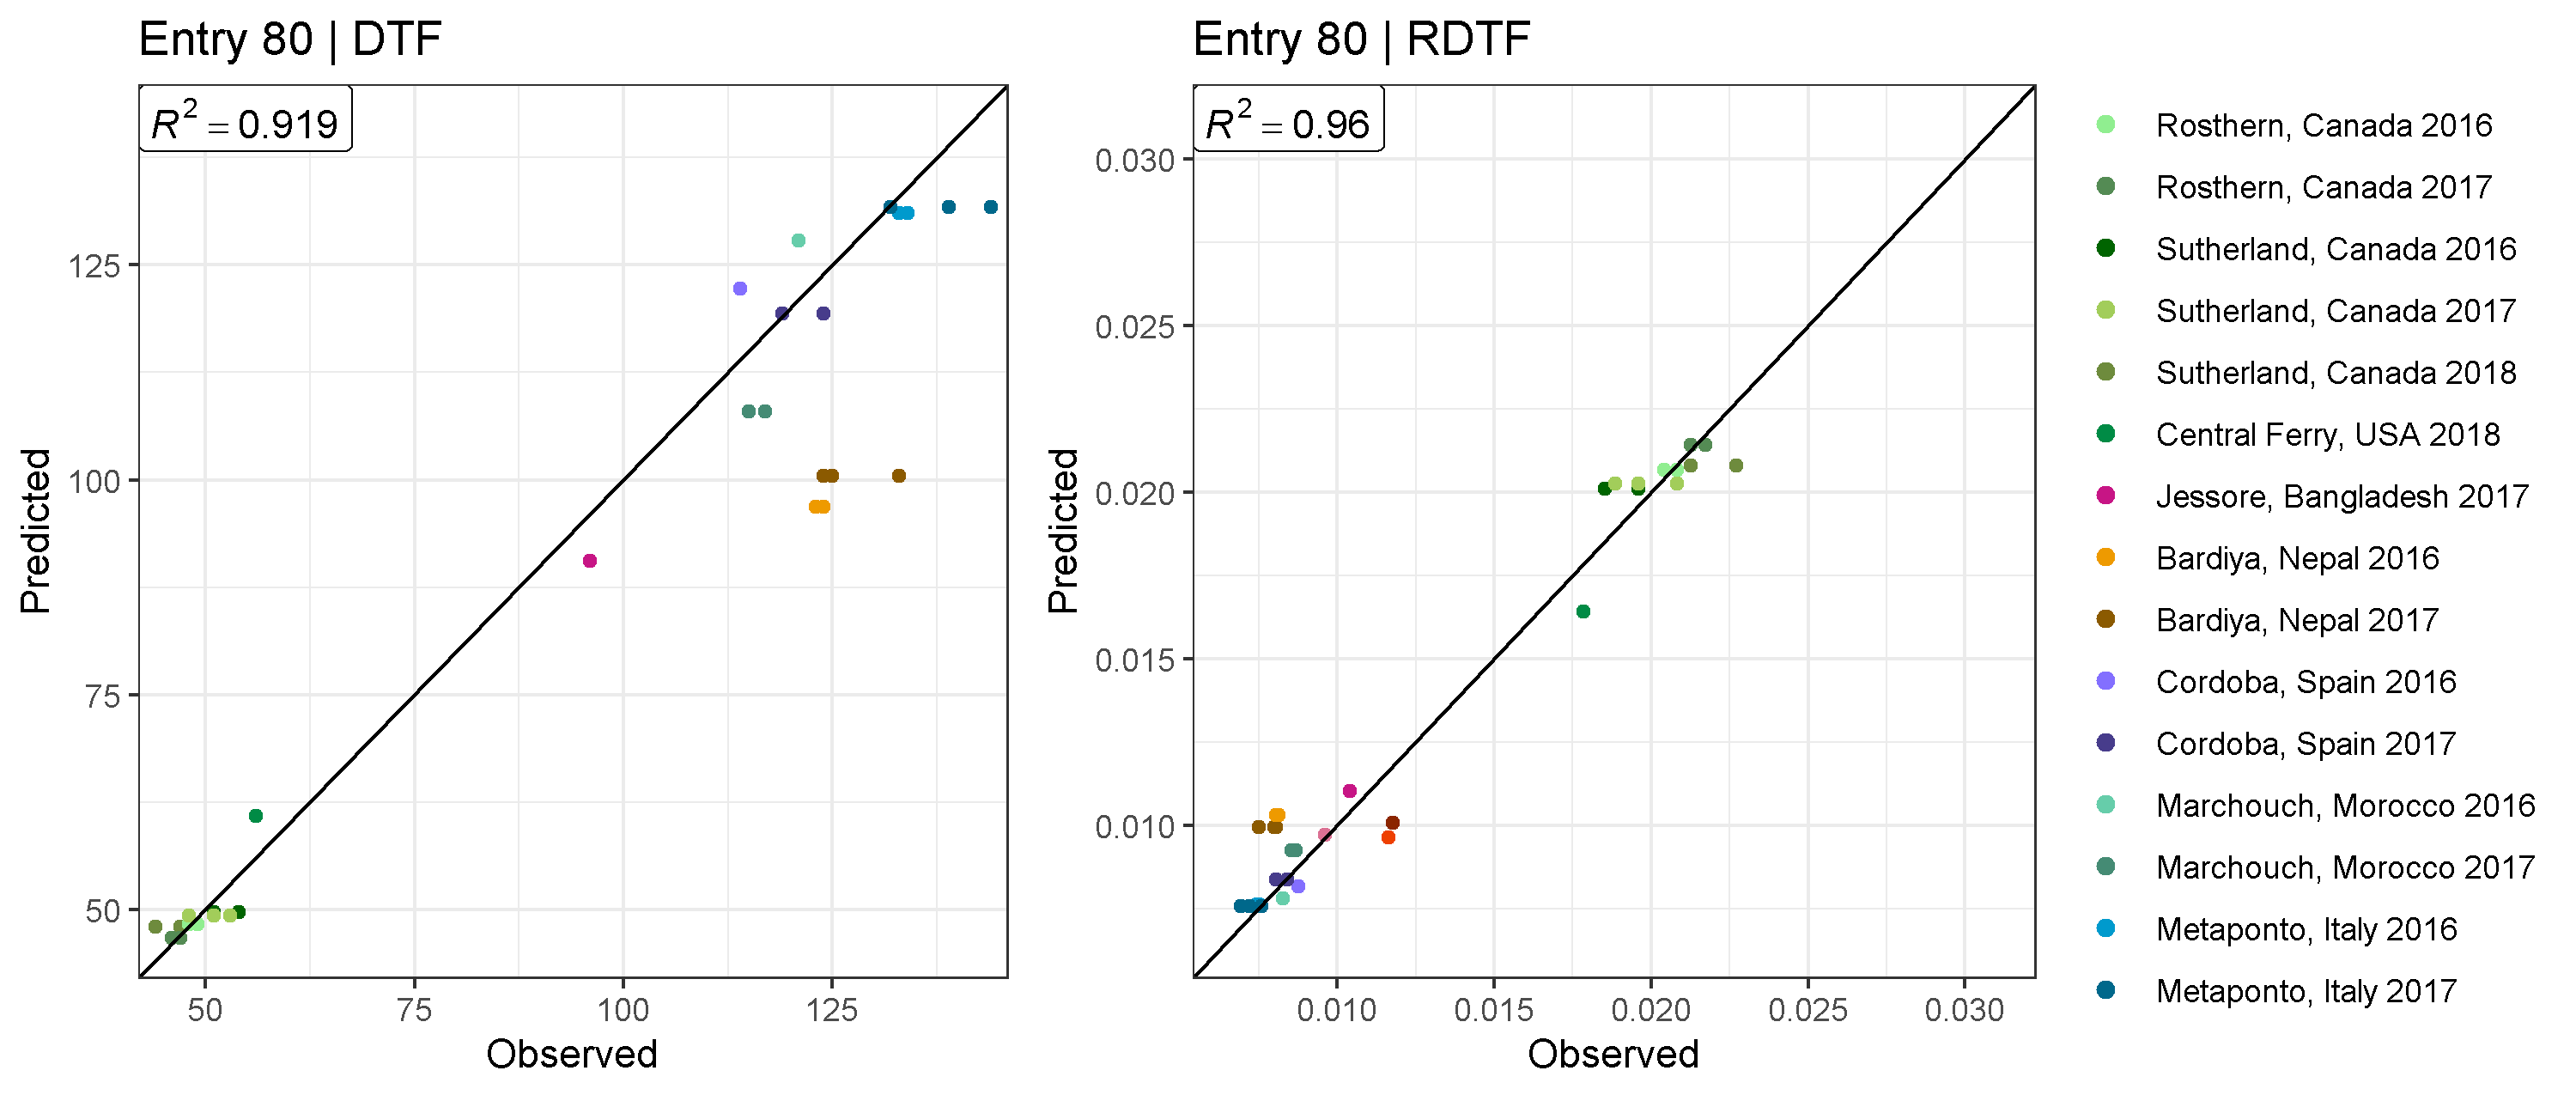 Entry 80 | DTF
R² = 0.919
125
100
75
50
50 75 100 125
Predicted
Observed
Entry 80 | RDTF
R² = 0.96
0.030
0.025
0.020
0.015
0.010
0.010 0.015 0.020 0.025 0.030
Predicted
Observed
Rosthern, Canada 2016
Rosthern, Canada 2017
Sutherland, Canada 2016
Sutherland, Canada 2017
Sutherland, Canada 2018
Central Ferry, USA 2018
Jessore, Bangladesh 2017
Bardiya, Nepal 2016
Bardiya, Nepal 2017
Cordoba, Spain 2016
Cordoba, Spain 2017
Marchouch, Morocco 2016
Marchouch, Morocco 2017
Metaponto, Italy 2016
Metaponto, Italy 2017